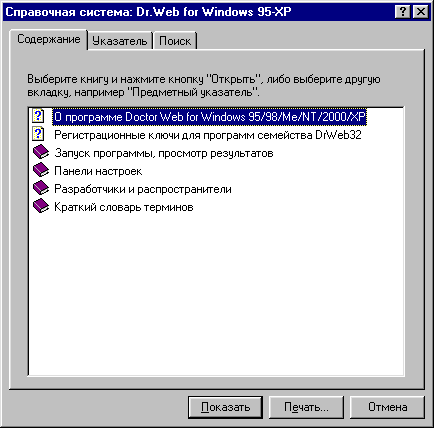 Справочная система: Dr.Web for Windows 95-XP
Содержание Указатель Поиск
Выберите книгу и нажмите кнопку "Открыть", либо выберите другую
вкладку, например "Предметный указатель".
О программе Doctor Web for Windows 95/98/Me/NT/2000/XP
Регистрационные ключи для программ семейства DrWeb32
Запуск программы, просмотр результатов
Панели настроек
Разработчики и распространители
Краткий словарь терминов
Показать Печать... Отмена